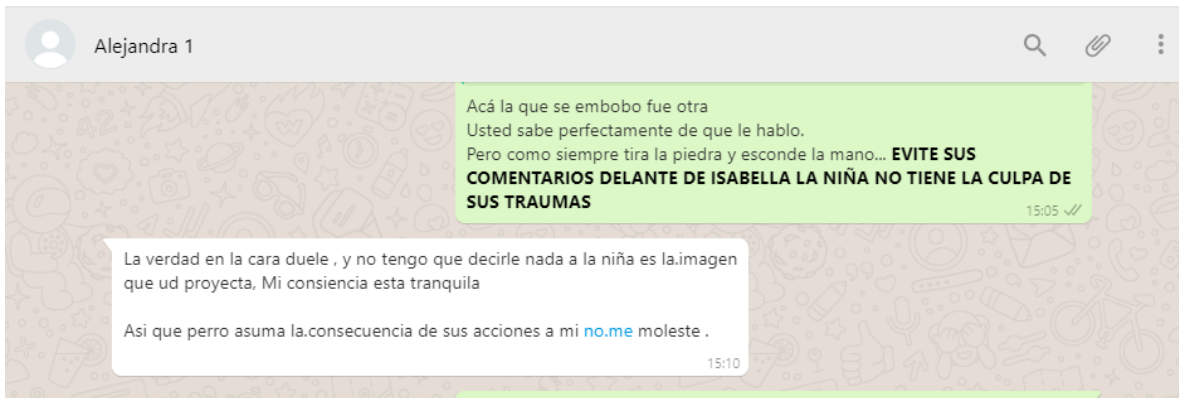 Alejandra 1
Acá la que se embobo fue otra
Usted sabe perfectamente de que le hablo.
Pero como siempre tira la piedra y esconde la mano... EVITE SUS
COMENTARIOS DELANTE DE ISABELLA LA NIÑA NO TIENE LA CULPA DE
SUS TRAUMAS
15:05
La verdad en la cara duele , y no tengo que decirle nada a la niña es la.imagen
que ud proyecta, Mi consiencia esta tranquila
Asi que perro asuma la.consecuencia de sus acciones a mi no.me moleste .
15:10